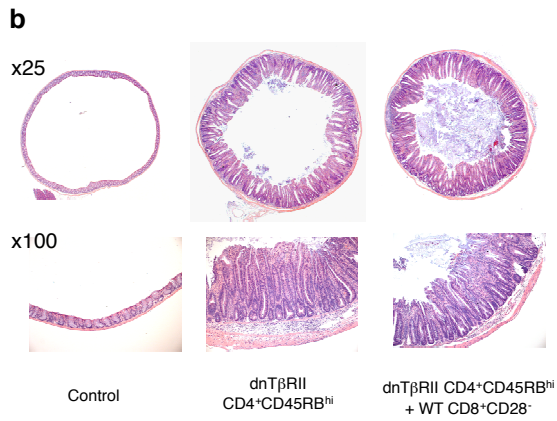 b
x25
x100
Control
dnTβRII
CD4⁺CD45RBʰⁱ
dnTβRII CD4⁺CD45RBʰⁱ
+ WT CD8⁺CD28⁻